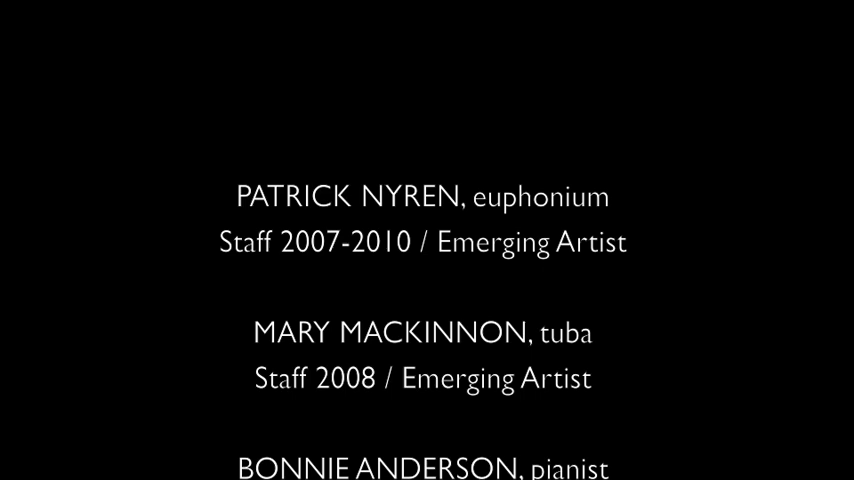 PATRICK NYREN, euphonium
Staff 2007-2010 / Emerging Artist
MARY MACKINNON, tuba
Staff 2008 / Emerging Artist
BONNIE ANDERSON, pianist